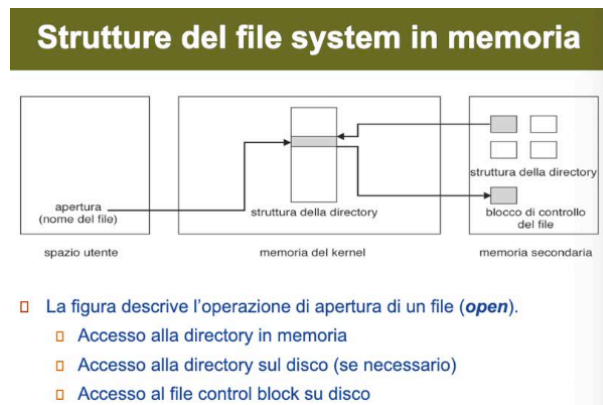 Strutture del file system in memoria
apertura
(nome del file)
struttura della directory
struttura della directory
blocco di controllo
del file
spazio utente
memoria del kernel
memoria secondaria
La figura descrive l'operazione di apertura di un file (open).
Accesso alla directory in memoria
Accesso alla directory sul disco (se necessario)
Accesso al file control block su disco